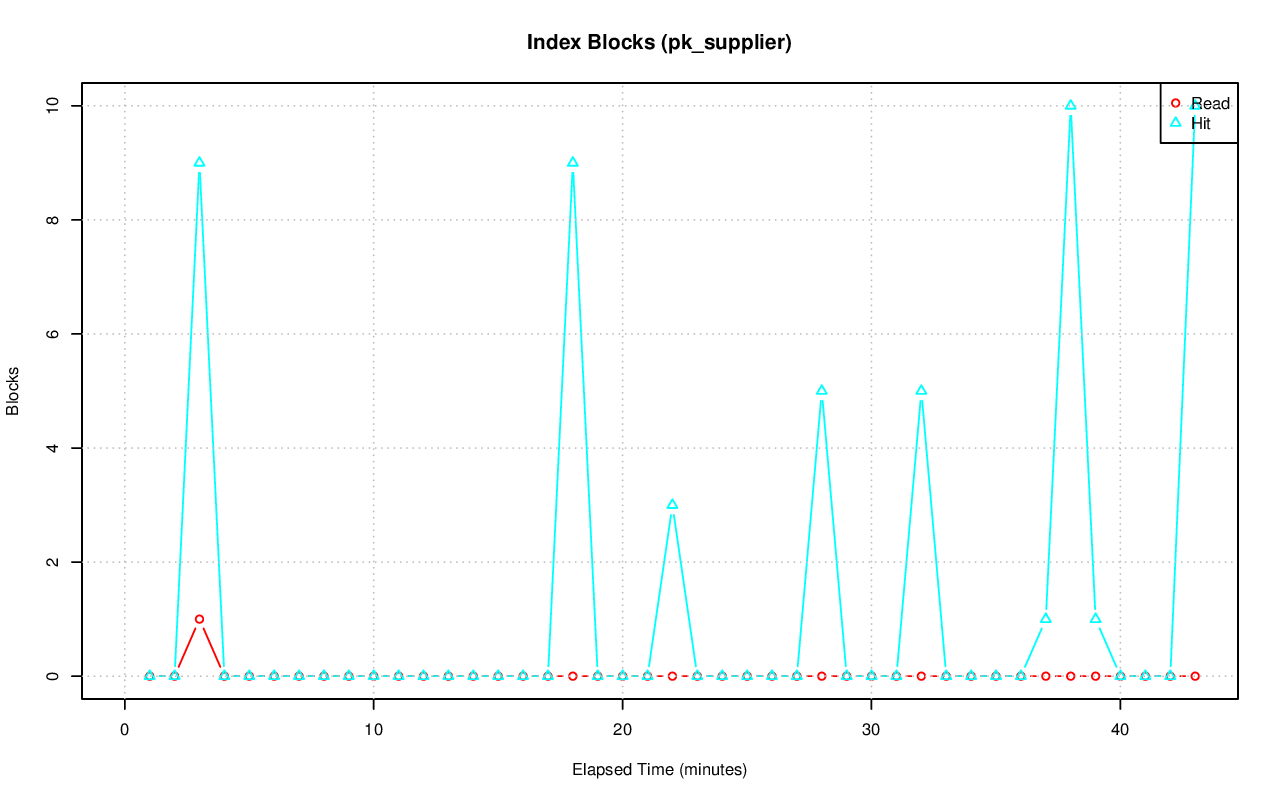 Index Blocks (pk_supplier)
Read
Hit
Blocks
10
8
6
4
2
0
0 10 20 30 40
Elapsed Time (minutes)